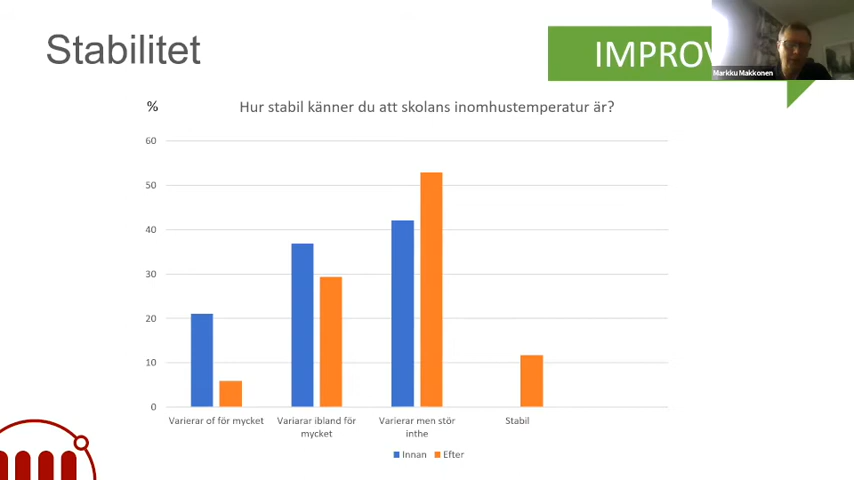 Stabilitet
IMPROV
Markku Makkonen
%
Hur stabil känner du att skolans inomhustemperatur är?
60
50
40
30
20
10
0
Varierar of för mycket
Variarar ibland för
mycket
Varierar men stör
inthe
Stabil
Innan
Efter